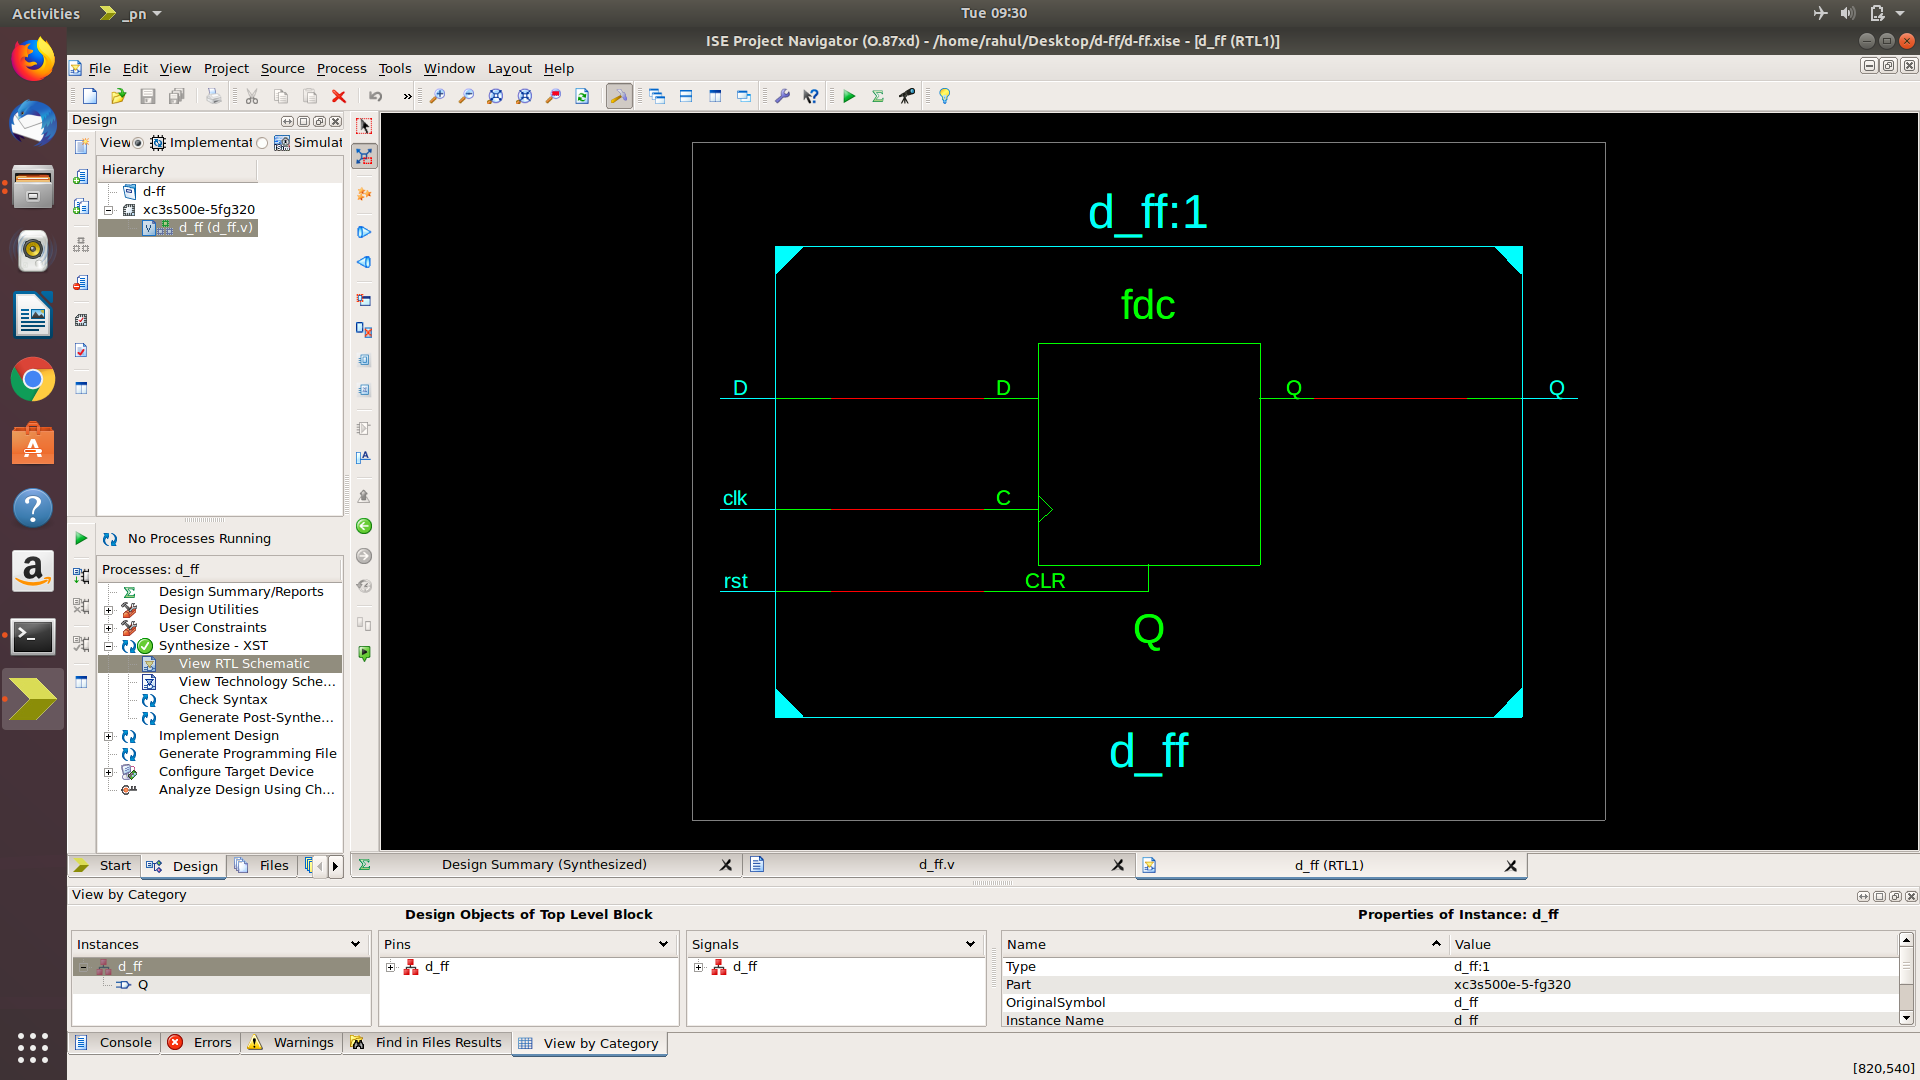 Activities _pn Tue 09:30
ISE Project Navigator (O.87xd) - /home/rahul/Desktop/d-ff/d-ff.xise - [d_ff (RTL1)]
File Edit View Project Source Process Tools Window Layout Help
Design
View Implementat Simulat
Hierarchy
d-ff
xc3s500e-5fg320
d_ff (d_ff.v)
No Processes Running
Processes: d_ff
Design Summary/Reports
Design Utilities
User Constraints
Synthesize - XST
View RTL Schematic
View Technology Sche...
Check Syntax
Generate Post-Synthe...
Implement Design
Generate Programming File
Configure Target Device
Analyze Design Using Ch...
Start Design Files
d_ff:1
fdc
D D Q Q
clk C
rst CLR
Q
d_ff
Design Summary (Synthesized) d_ff.v d_ff (RTL1)
View by Category
Design Objects of Top Level Block Properties of Instance: d_ff
Instances Pins Signals Name Value
d_ff d_ff d_ff Type d_ff:1
Q Part xc3s500e-5-fg320
OriginalSymbol d_ff
Instance Name d_ff
Console Errors Warnings Find in Files Results View by Category
[820,540]